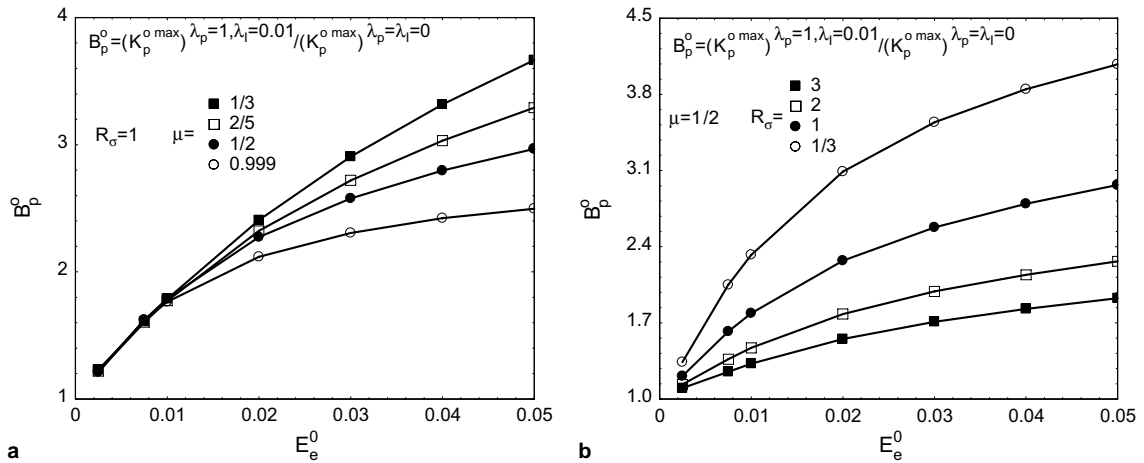 4
B_p^o=(K_p^{o max})^{λ_p=1,λ_l=0.01}/(K_p^{o max})^{λ_p=λ_l=0}
1/3
2/5
R_σ=1 μ=
1/2
0.999
3
2
1
B_p^o
0 0.01 0.02 0.03 0.04 0.05
E_e^0
a
4.5
B_p^o=(K_p^{o max})^{λ_p=1,λ_l=0.01}/(K_p^{o max})^{λ_p=λ_l=0}
3
2
μ=1/2 R_σ=
1
1/3
3.8
3.1
2.4
1.7
1.0
B_p^o
0 0.01 0.02 0.03 0.04 0.05
E_e^0
b